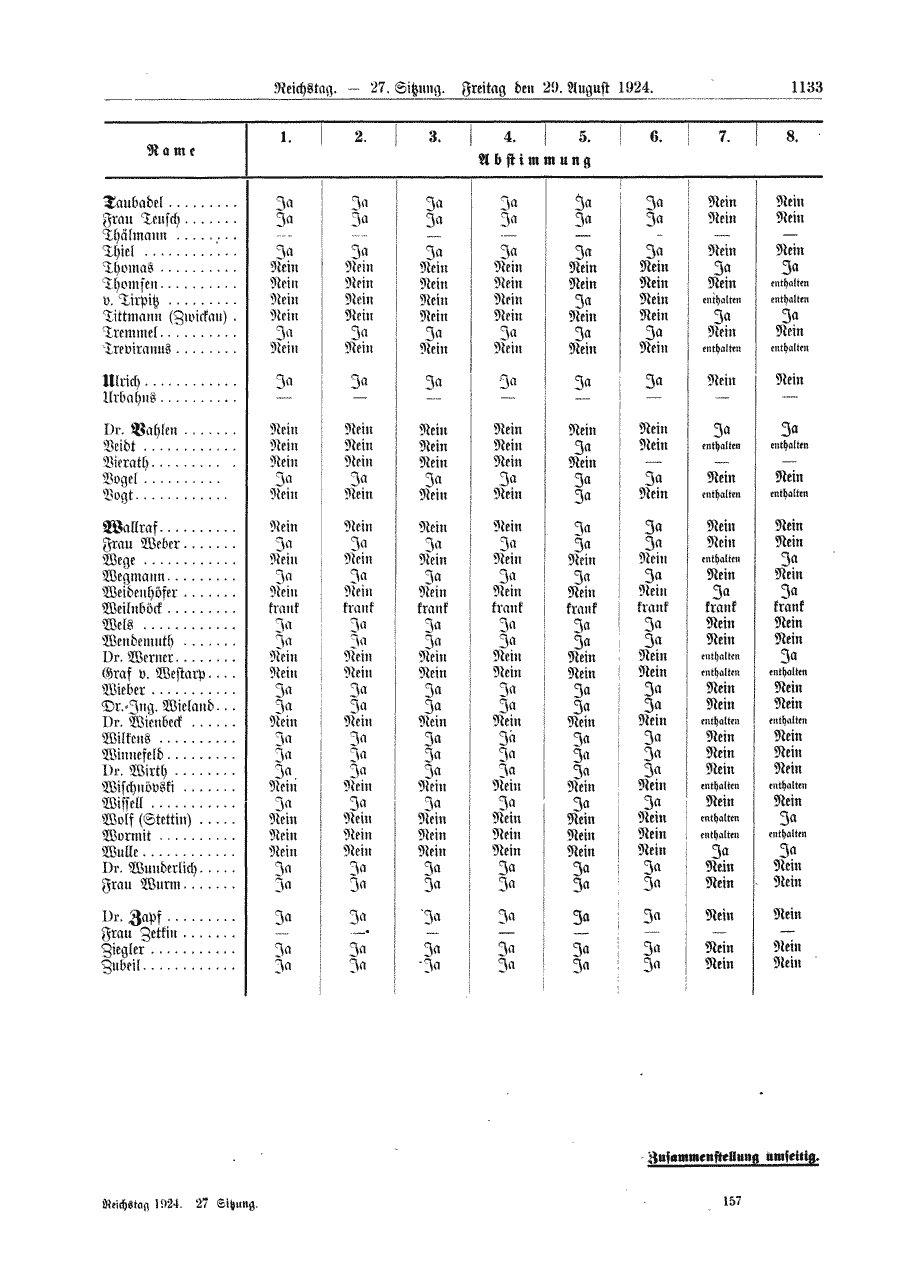 Reichstag. — 27. Sitzung. Freitag den 29. August 1924. 1133
Name 1. 2. 3. 4. 5. 6. 7. 8.
Abstimmung
Taubadel . . . . . . . . . Ja Ja Ja Ja Ja Ja Nein Nein
Frau Teusch . . . . . . . Ja Ja Ja Ja Ja Ja Nein Nein
Thälmann . . . . . . . . — — — — — — — —
Thiel . . . . . . . . . . . . Ja Ja Ja Ja Ja Ja Nein Nein
Thomas . . . . . . . . . . Nein Nein Nein Nein Nein Nein Ja Ja
Thomsen . . . . . . . . . . Nein Nein Nein Nein Nein Nein Nein enthalten
v. Tirpitz . . . . . . . . . Nein Nein Nein Nein Ja Nein enthalten enthalten
Tittmann (Zwickau) . Nein Nein Nein Nein Nein Nein Ja Ja
Tremmel . . . . . . . . . . Ja Ja Ja Ja Ja Ja Nein Nein
Treviranus . . . . . . . . Nein Nein Nein Nein Nein Nein enthalten enthalten
Ulrich . . . . . . . . . . . . Ja Ja Ja Ja Ja Ja Nein Nein
Urbahns . . . . . . . . . . — — — — — — — —
Dr. Vahlen . . . . . . . Nein Nein Nein Nein Nein Nein Ja Ja
Veidt . . . . . . . . . . . . Nein Nein Nein Nein Ja Nein enthalten enthalten
Vierath . . . . . . . . . . Nein Nein Nein Nein Nein — — —
Vogel . . . . . . . . . . Ja Ja Ja Ja Ja Ja Nein Nein
Vogt . . . . . . . . . . . . Nein Nein Nein Nein Ja Nein enthalten enthalten
Wallraf . . . . . . . . . . Nein Nein Nein Nein Ja Ja Nein Nein
Frau Weber . . . . . . . Ja Ja Ja Ja Ja Ja Nein Nein
Wege . . . . . . . . . . . . Nein Nein Nein Nein Nein Nein enthalten Ja
Wegmann . . . . . . . . . Ja Ja Ja Ja Ja Ja Nein Nein
Weidenhöfer . . . . . . . Nein Nein Nein Nein Nein Nein Ja Ja
Weilnböck . . . . . . . . . krank krank krank krank krank krank krank krank
Wels . . . . . . . . . . . . Ja Ja Ja Ja Ja Ja Nein Nein
Wendemuth . . . . . . . Ja Ja Ja Ja Ja Ja Nein Nein
Dr. Werner . . . . . . . . Nein Nein Nein Nein Nein Nein enthalten Ja
Graf v. Westarp . . . . Nein Nein Nein Nein Nein Nein enthalten enthalten
Wieber . . . . . . . . . . . Ja Ja Ja Ja Ja Ja Nein Nein
Dr.-Ing. Wieland . . . Ja Ja Ja Ja Ja Ja Nein Nein
Dr. Wienbeck . . . . . . Nein Nein Nein Nein Nein Nein enthalten enthalten
Wilkens . . . . . . . . . . Ja Ja Ja Ja Ja Ja Nein Nein
Winnefeld . . . . . . . . . Ja Ja Ja Ja Ja Ja Nein Nein
Dr. Wirth . . . . . . . . Ja Ja Ja Ja Ja Ja Nein Nein
Wischnövski . . . . . . . Nein Nein Nein Nein Nein Nein enthalten enthalten
Wissell . . . . . . . . . . . Ja Ja Ja Ja Ja Ja Nein Nein
Wolf (Stettin) . . . . . Nein Nein Nein Nein Nein Nein enthalten Ja
Wormit . . . . . . . . . . Nein Nein Nein Nein Nein Nein enthalten enthalten
Wulle . . . . . . . . . . . . Nein Nein Nein Nein Nein Nein Ja Ja
Dr. Wunderlich . . . . . Ja Ja Ja Ja Ja Ja Nein Nein
Frau Wurm . . . . . . . Ja Ja Ja Ja Ja Ja Nein Nein
Dr. Zapf . . . . . . . . . Ja Ja Ja Ja Ja Ja Nein Nein
Frau Zetkin . . . . . . . — — — — — — — —
Ziegler . . . . . . . . . . . Ja Ja Ja Ja Ja Ja Nein Nein
Zubeil . . . . . . . . . . . . Ja Ja Ja Ja Ja Ja Nein Nein
Zusammenstellung umseitig.
Reichstag 1924. 27 Sitzung. 157